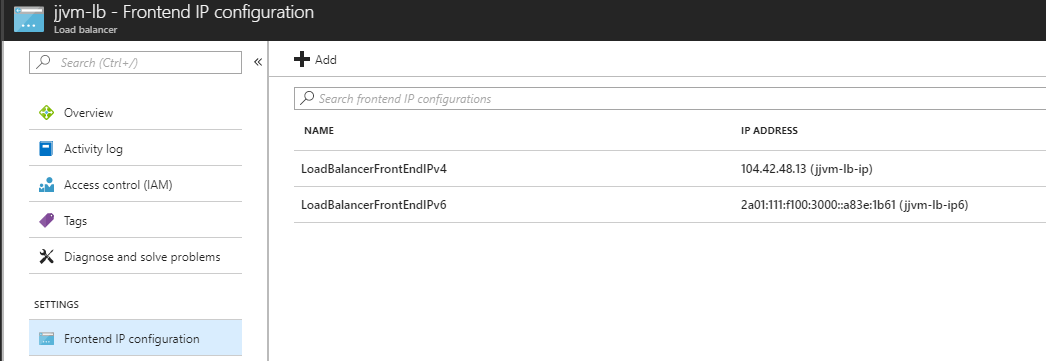 jjvm-lb - Frontend IP configuration
Load balancer
Search (Ctrl+/)
«
Overview
Activity log
Access control (IAM)
Tags
Diagnose and solve problems
SETTINGS
Frontend IP configuration
Add
Search frontend IP configurations
NAME IP ADDRESS
LoadBalancerFrontEndIPv4 104.42.48.13 (jjvm-lb-ip)
LoadBalancerFrontEndIPv6 2a01:111:f100:3000::a83e:1b61 (jjvm-lb-ip6)